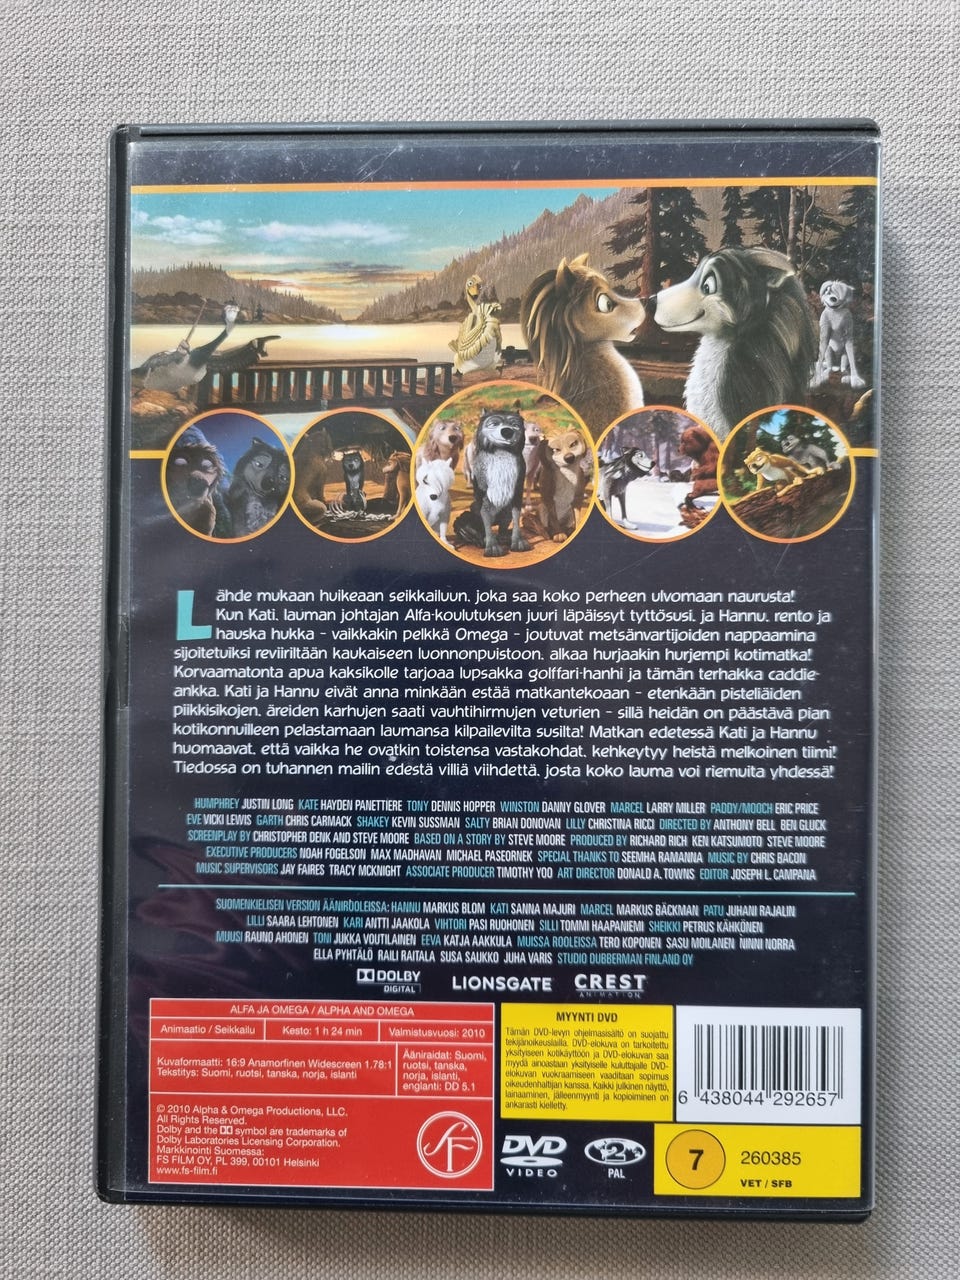 Lähde mukaan huikeaan seikkailuun, joka saa koko perheen ulvomaan naurusta!
Kun Kati, lauman johtajan Alfa-koulutuksen juuri läpäissyt tyttösusi, ja Hannu, rento ja
hauska hukka – vaikkakin pelkkä Omega – joutuvat metsänvartijoiden nappaamina
sijoitetuiksi reviiriltään kaukaiseen luonnonpuistoon, alkaa hurjaakin hurjempi kotimatka!
Korvaamatonta apua kaksikolle tarjoaa lupsakka golffari-hanhi ja tämän terhakka caddie-
ankka. Kati ja Hannu eivät anna minkään estää matkantekoaan – etenkään pisteliäiden
piikkisikojen, äreiden karhujen saati vauhtihirmujen veturien – sillä heidän on päästävä pian
kotikonnuilleen pelastamaan laumansa kilpailevilta susilta! Matkan edetessä Kati ja Hannu
huomaavat, että vaikka he ovatkin toistensa vastakohdat, kehkeytyy heistä melkoinen tiimi!
Tiedossa on tuhannen mailin edestä villiä viihdettä, josta koko lauma voi riemuita yhdessä!
HUMPHREY JUSTIN LONG KATE HAYDEN PANETTIERE TONY DENNIS HOPPER WINSTON DANNY GLOVER MARCEL LARRY MILLER PADDY/MOOCH ERIC PRICE
EVE VICKI LEWIS GARTH CHRIS CARMACK SHAKEY KEVIN SUSSMAN SALTY BRIAN DONOVAN LILLY CHRISTINA RICCI DIRECTED BY ANTHONY BELL BEN GLUCK
SCREENPLAY BY CHRISTOPHER DENK AND STEVE MOORE BASED ON A STORY BY STEVE MOORE PRODUCED BY RICHARD RICH KEN KATSUMOTO STEVE MOORE
EXECUTIVE PRODUCERS NOAH FOGELSON MAX MADHAVAN MICHAEL PASEORNEK SPECIAL THANKS TO SEEMHA RAMANNA MUSIC BY CHRIS BACON
MUSIC SUPERVISORS JAY FAIRES TRACY MCKNIGHT ASSOCIATE PRODUCER TIMOTHY YOO ART DIRECTOR DONALD A. TOWNS EDITOR JOSEPH L. CAMPANA
SUOMENKIELISEN VERSION ÄÄNIROOLEISSA: HANNU MARKUS BLOM KATI SANNA MAJURI MARCEL MARKUS BÄCKMAN PATU JUHANI RAJALIN
LILLI SAARA LEHTONEN KARI ANTTI JAAKOLA VIHTORI PASI RUOHONEN SILLI TOMMI HAAPANIEMI SHEIKKI PETRUS KÄHKÖNEN
MUUSI RAUNO AHONEN TONI JUKKA VOUTILAINEN EEVA KATJA AAKKULA MUISSA ROOLEISSA TERO KOPONEN SASU MOILANEN NINNI NORRA
ELLA PYHTÄLÖ RAILI RAITALA SUSA SAUKKO JUHA VARIS STUDIO DUBBERMAN FINLAND OY
DOLBY DIGITAL LIONSGATE CREST ANIMATION
ALFA JA OMEGA / ALPHA AND OMEGA
Animaatio / Seikkailu Kesto: 1 h 24 min Valmistusvuosi: 2010
Kuvaformaatti: 16:9 Anamorfinen Widescreen 1.78:1
Tekstitys: Suomi, ruotsi, tanska, norja, islanti
Ääniraidat: Suomi,
ruotsi, tanska,
norja, islanti,
englanti: DD 5.1
© 2010 Alpha & Omega Productions, LLC.
All Rights Reserved.
Dolby and the DD symbol are trademarks of
Dolby Laboratories Licensing Corporation.
Markkinointi Suomessa:
FS FILM OY, PL 399, 00101 Helsinki
www.fs-film.fi
SF
MYYNTI DVD
Tämän DVD-levyn ohjelmasisältö on suojattu
tekijänoikeuslailla. DVD-elokuva on tarkoitettu
yksityiseen kotikäyttöön ja DVD-elokuvan saa
myydä ainoastaan yksityiselle kuluttajalle DVD-
elokuvan vuokraamiseen vaaditaan sopimus
oikeudenhaltijan kanssa. Kaikki julkinen näyttö,
lainaaminen, jälleenmyynti ja kopioiminen on
ankarasti kielletty.
6 438044 292657
DVD
VIDEO
2
PAL
7
260385
VET / SFB